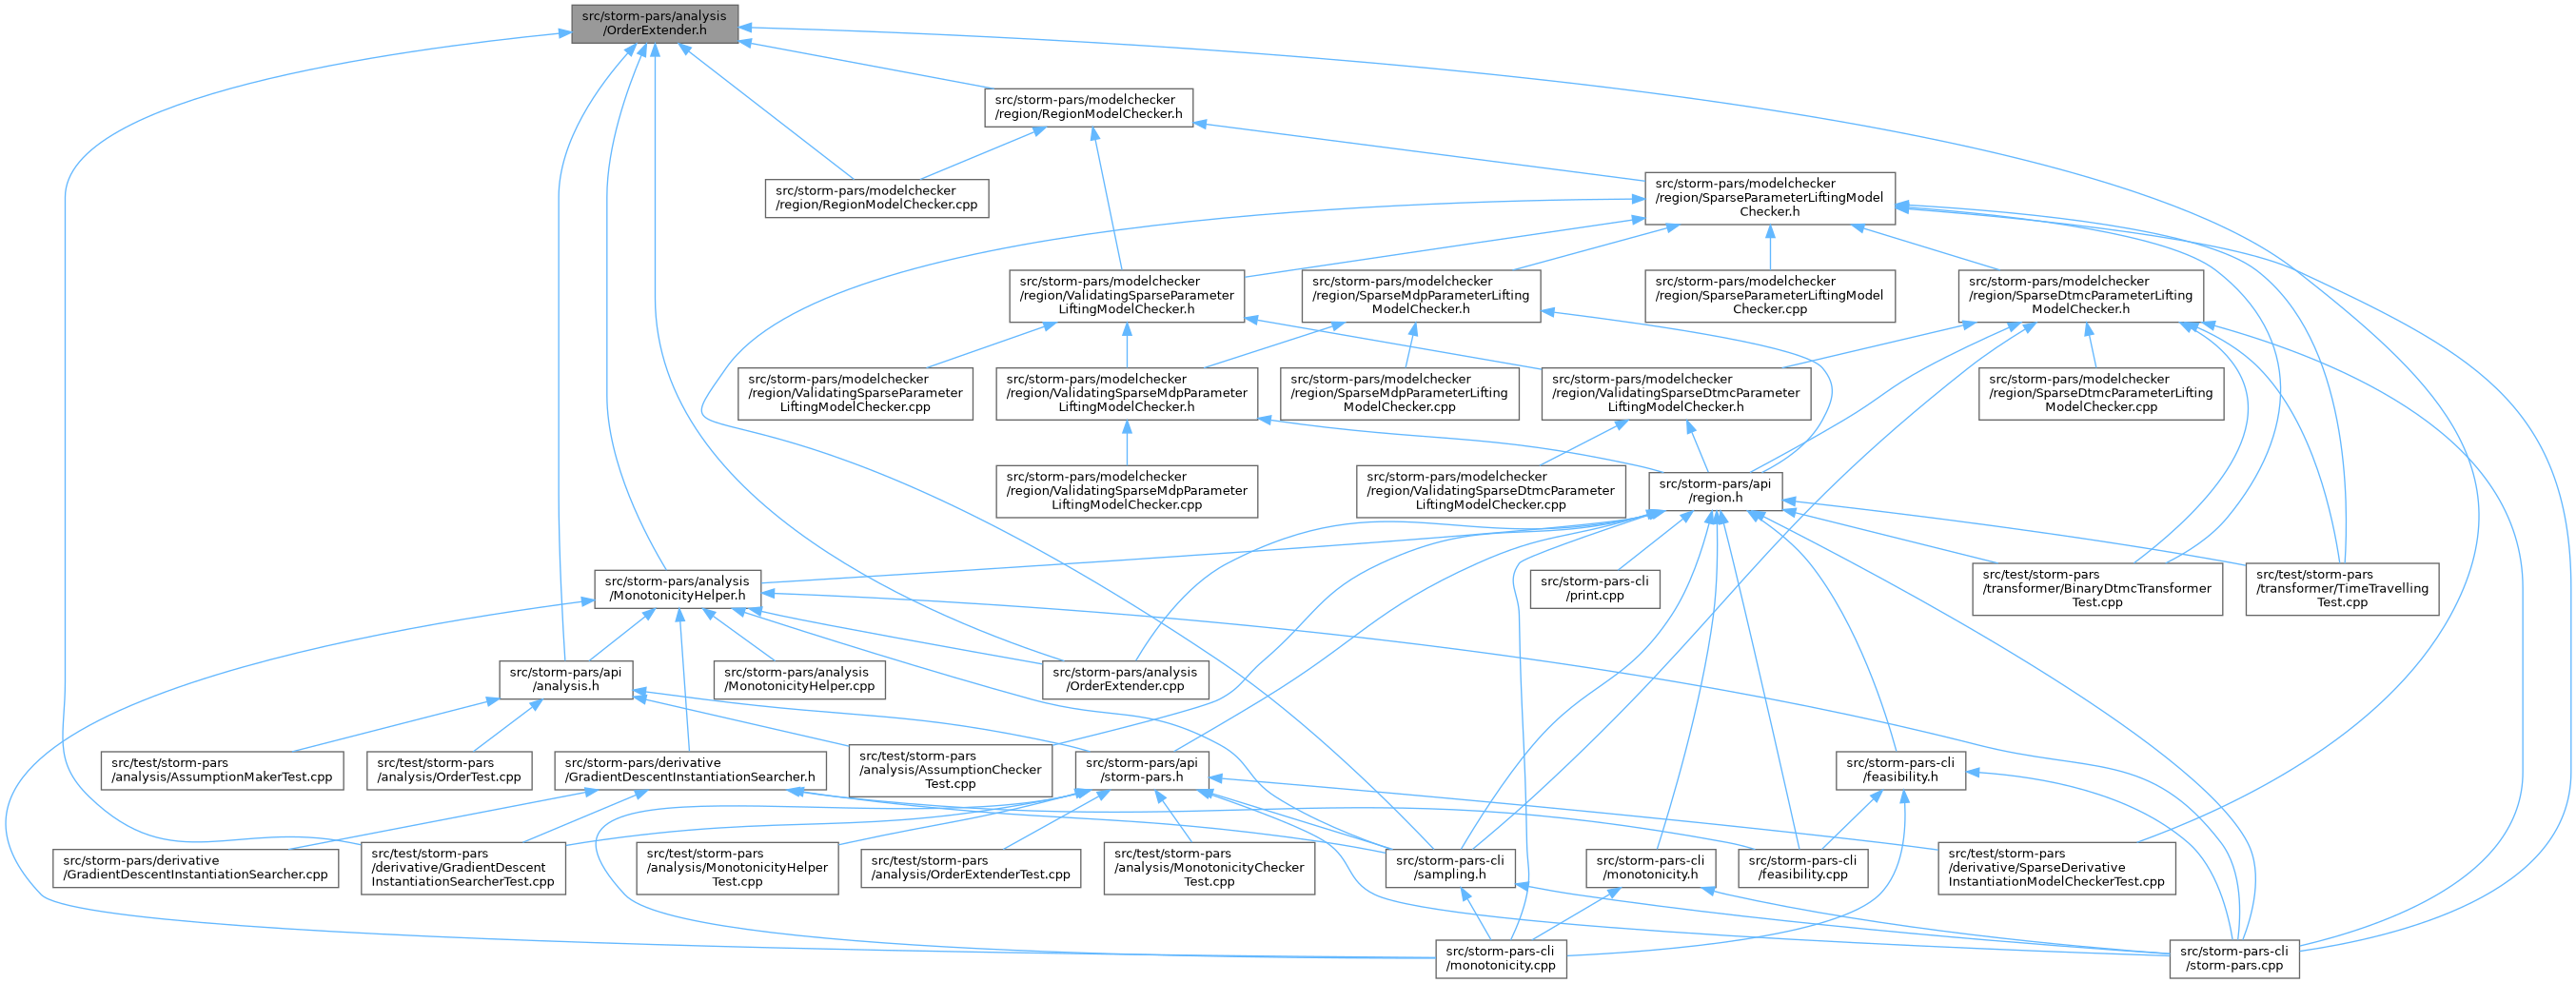 src/storm-pars/analysis
/OrderExtender.h
src/storm-pars/modelchecker
/region/RegionModelChecker.h
src/storm-pars/modelchecker
/region/RegionModelChecker.cpp
src/storm-pars/modelchecker
/region/SparseParameterLiftingModel
Checker.h
src/storm-pars/modelchecker
/region/ValidatingSparseParameter
LiftingModelChecker.h
src/storm-pars/modelchecker
/region/SparseMdpParameterLifting
ModelChecker.h
src/storm-pars/modelchecker
/region/SparseParameterLiftingModel
Checker.cpp
src/storm-pars/modelchecker
/region/SparseDtmcParameterLifting
ModelChecker.h
src/storm-pars/modelchecker
/region/ValidatingSparseParameter
LiftingModelChecker.cpp
src/storm-pars/modelchecker
/region/ValidatingSparseMdpParameter
LiftingModelChecker.h
src/storm-pars/modelchecker
/region/SparseMdpParameterLifting
ModelChecker.cpp
src/storm-pars/modelchecker
/region/ValidatingSparseDtmcParameter
LiftingModelChecker.h
src/storm-pars/modelchecker
/region/SparseDtmcParameterLifting
ModelChecker.cpp
src/storm-pars/modelchecker
/region/ValidatingSparseMdpParameter
LiftingModelChecker.cpp
src/storm-pars/modelchecker
/region/ValidatingSparseDtmcParameter
LiftingModelChecker.cpp
src/storm-pars/api
/region.h
src/storm-pars/analysis
/MonotonicityHelper.h
src/storm-pars-cli
/print.cpp
src/test/storm-pars
/transformer/BinaryDtmcTransformer
Test.cpp
src/test/storm-pars
/transformer/TimeTravelling
Test.cpp
src/storm-pars/api
/analysis.h
src/storm-pars/analysis
/MonotonicityHelper.cpp
src/storm-pars/analysis
/OrderExtender.cpp
src/test/storm-pars
/analysis/AssumptionMakerTest.cpp
src/test/storm-pars
/analysis/OrderTest.cpp
src/storm-pars/derivative
/GradientDescentInstantiationSearcher.h
src/test/storm-pars
/analysis/AssumptionChecker
Test.cpp
src/storm-pars/api
/storm-pars.h
src/storm-pars-cli
/feasibility.h
src/storm-pars/derivative
/GradientDescentInstantiationSearcher.cpp
src/test/storm-pars
/derivative/GradientDescent
InstantiationSearcherTest.cpp
src/test/storm-pars
/analysis/MonotonicityHelper
Test.cpp
src/test/storm-pars
/analysis/OrderExtenderTest.cpp
src/test/storm-pars
/analysis/MonotonicityChecker
Test.cpp
src/storm-pars-cli
/sampling.h
src/storm-pars-cli
/monotonicity.h
src/storm-pars-cli
/feasibility.cpp
src/test/storm-pars
/derivative/SparseDerivative
InstantiationModelCheckerTest.cpp
src/storm-pars-cli
/monotonicity.cpp
src/storm-pars-cli
/storm-pars.cpp